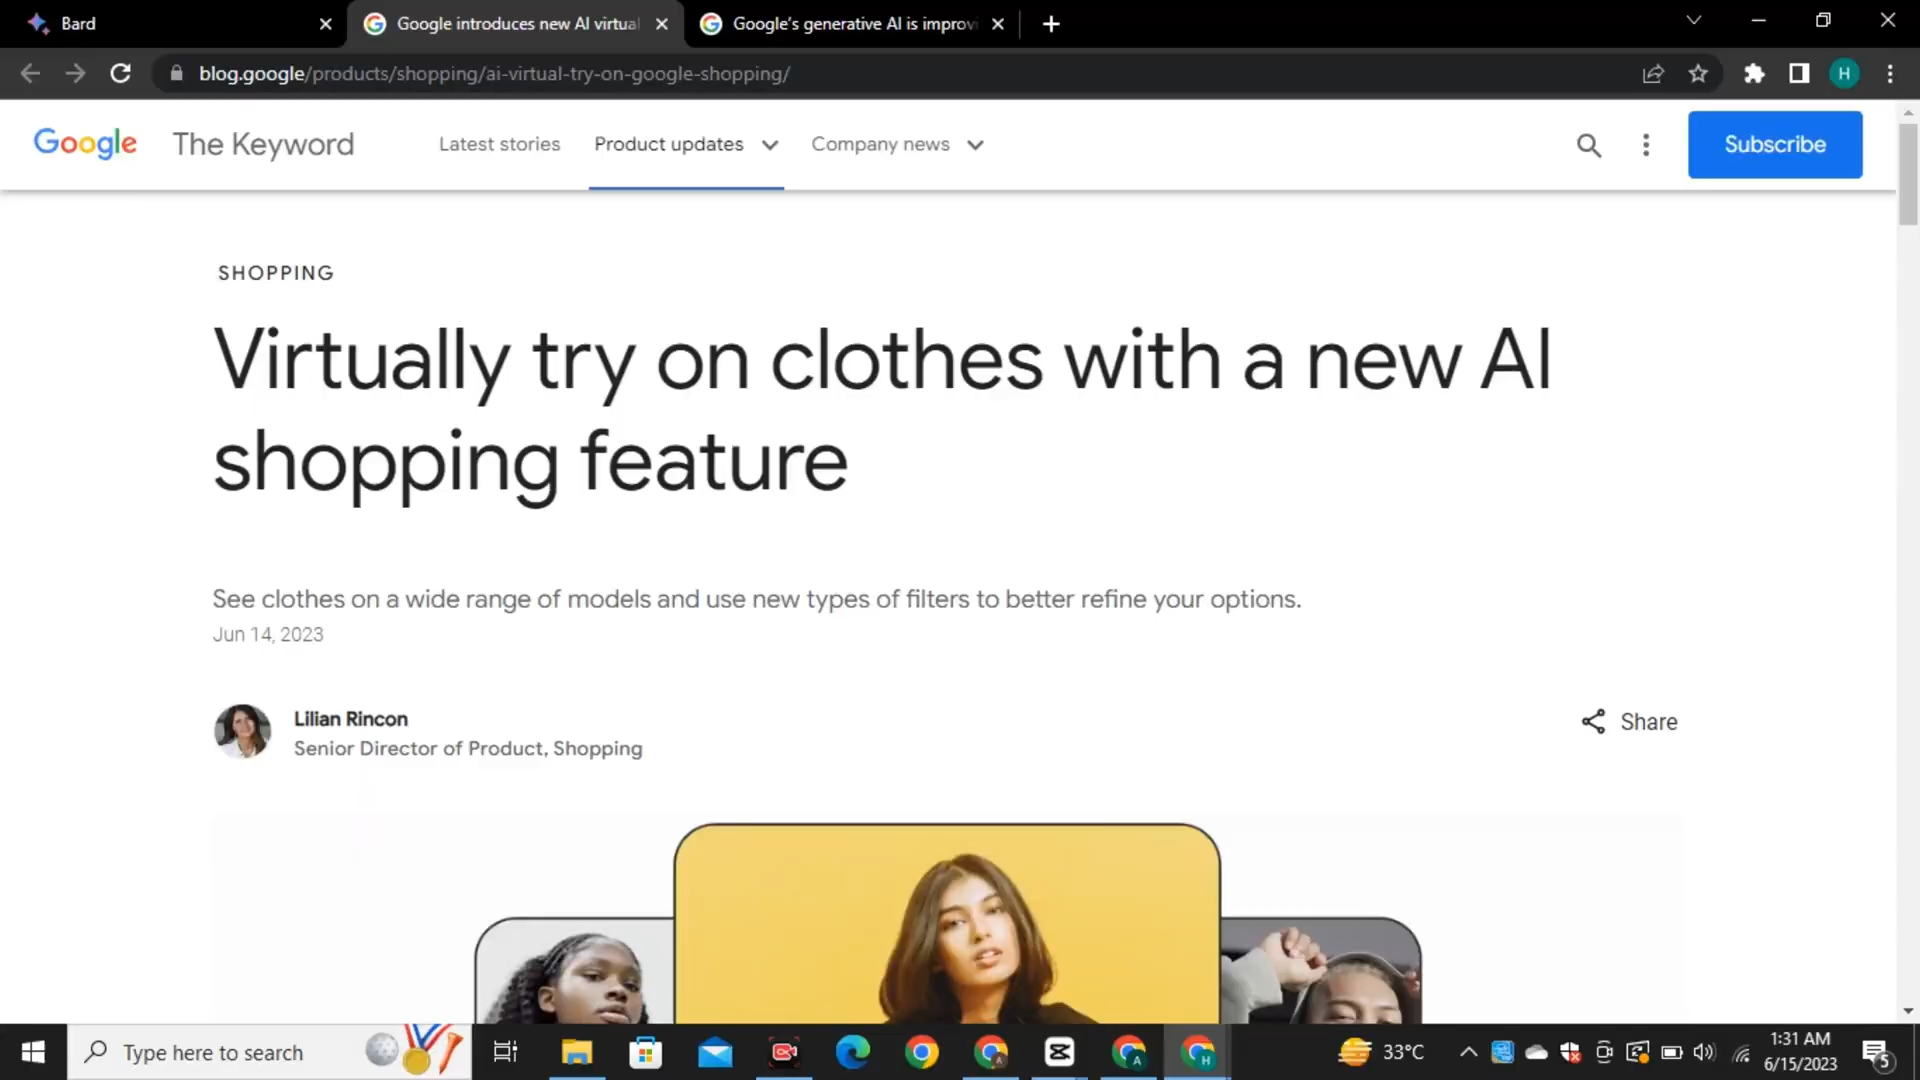 Bard
Google introduces new AI virtual
Google's generative AI is improvi
blog.google/products/shopping/ai-virtual-try-on-google-shopping/
H
Google The Keyword
Latest stories
Product updates
Company news
Subscribe
SHOPPING
Virtually try on clothes with a new AI
shopping feature
See clothes on a wide range of models and use new types of filters to better refine your options.
Jun 14, 2023
Lilian Rincon
Senior Director of Product, Shopping
Share
Type here to search
A
A
H
33°C
1:31 AM
6/15/2023
5